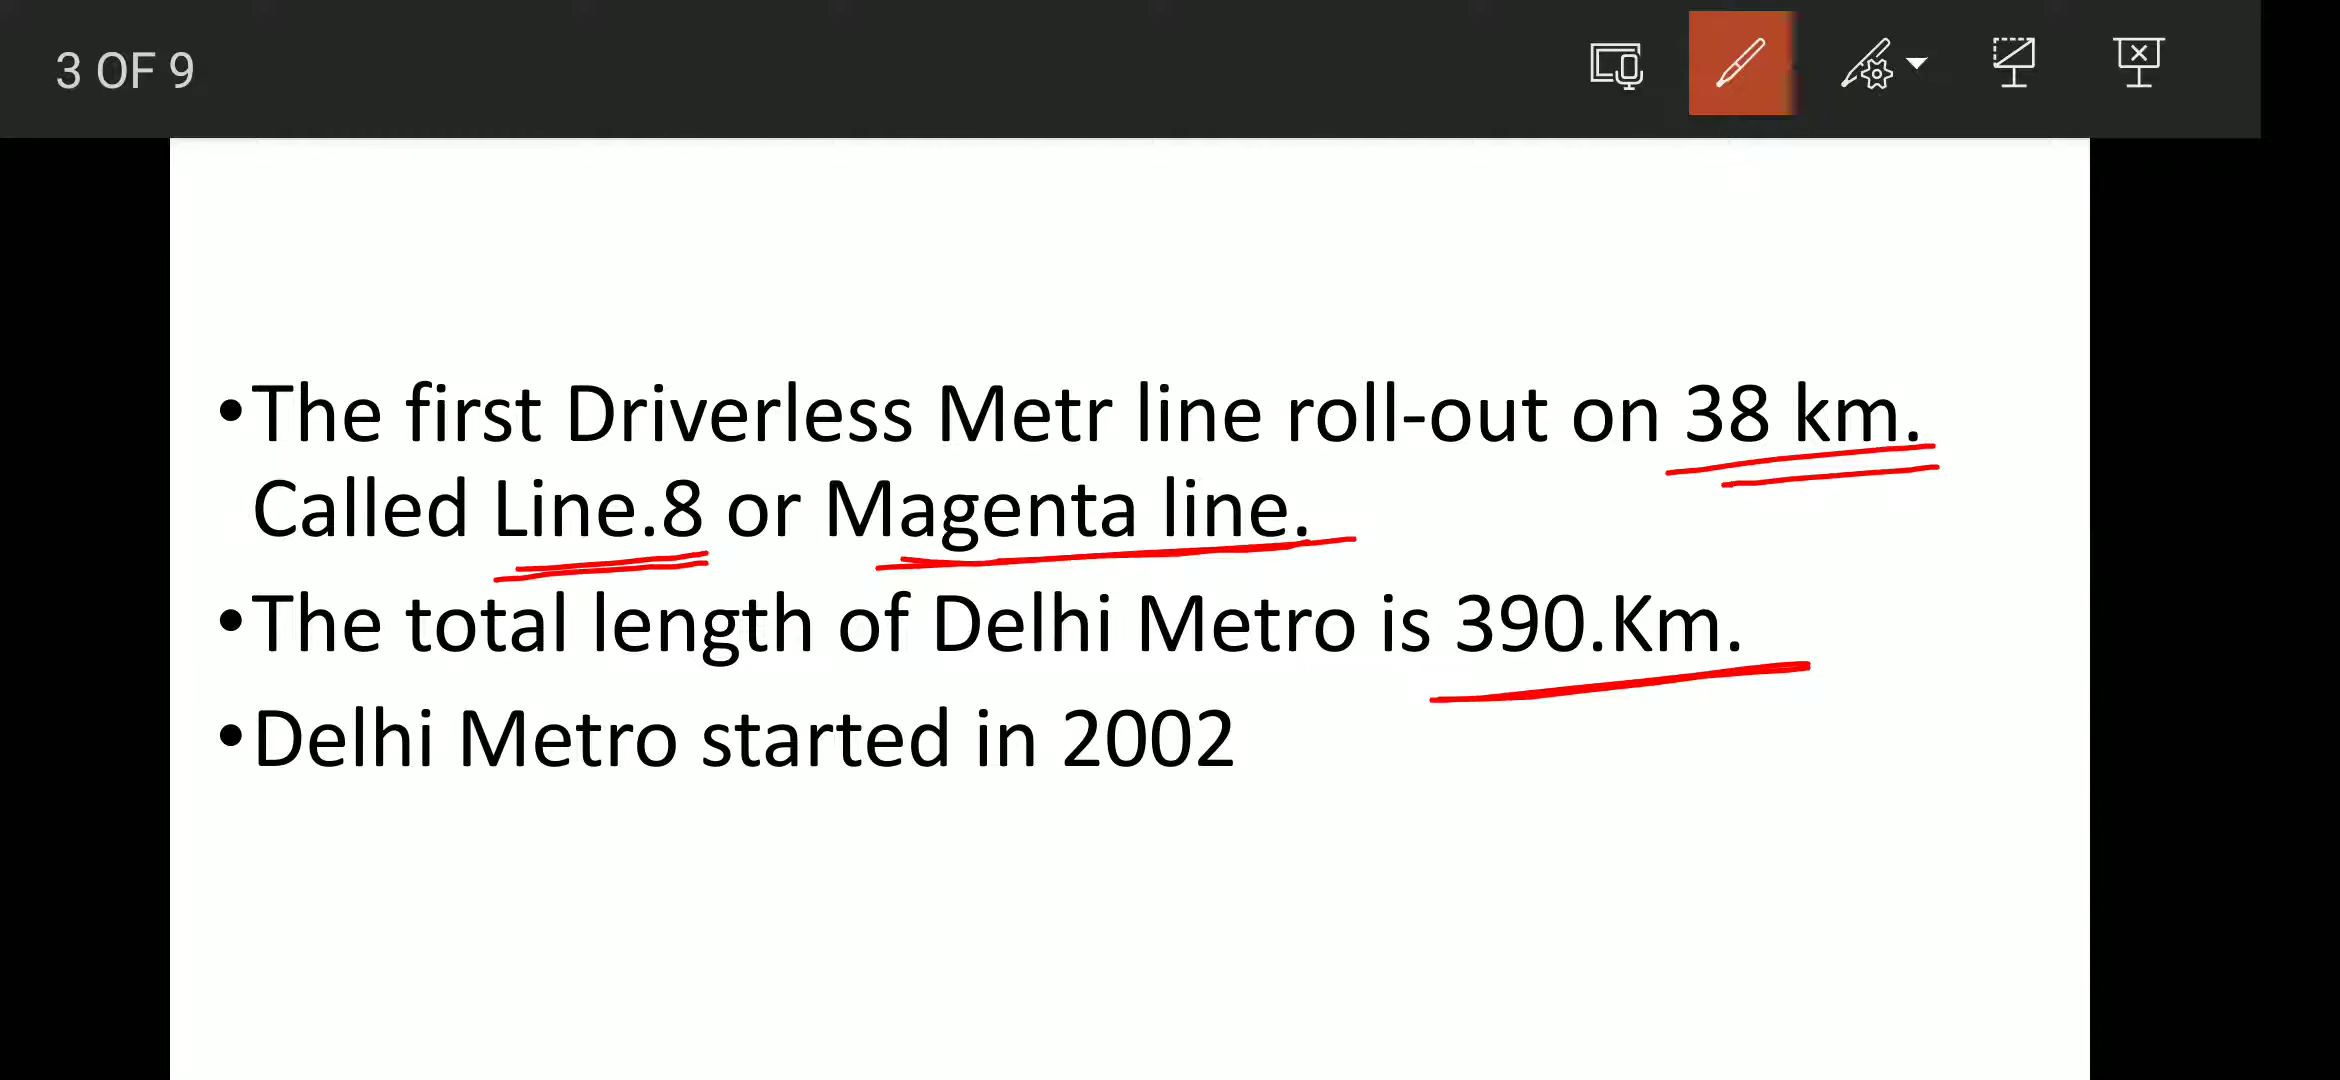 3 OF 9
•The first Driverless Metr line roll-out on 38 km.
Called Line.8 or Magenta line.
•The total length of Delhi Metro is 390.Km.
•Delhi Metro started in 2002